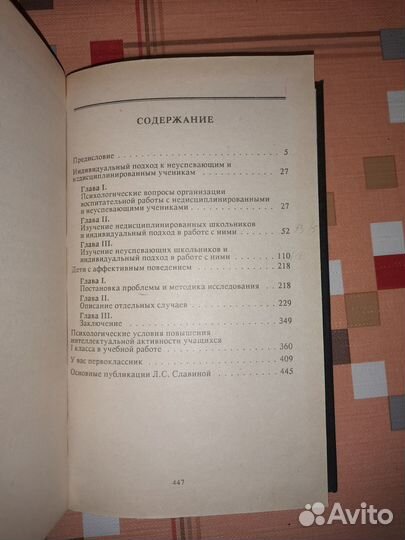 СОДЕРЖАНИЕ
Предисловие 5
Индивидуальный подход к неуспевающим и
недисциплинированным ученикам 27
Глава I.
Психологические вопросы организации
воспитательной работы с недисциплинированными
и неуспевающими учениками 27
Глава II.
Изучение недисциплинированных школьников
и индивидуальный подход в работе с ними 52
Глава III.
Изучение неуспевающих школьников и
индивидуальный подход в работе с ними 110
Дети с аффективным поведением 218
Глава I.
Постановка проблемы и методика исследования 218
Глава II.
Описание отдельных случаев 229
Глава III.
Заключение 349
Психологические условия повышения
интеллектуальной активности учащихся
I класса в учебной работе 360
У вас первоклассник 409
Основные публикации Л.С. Славиной 445
447
Avito